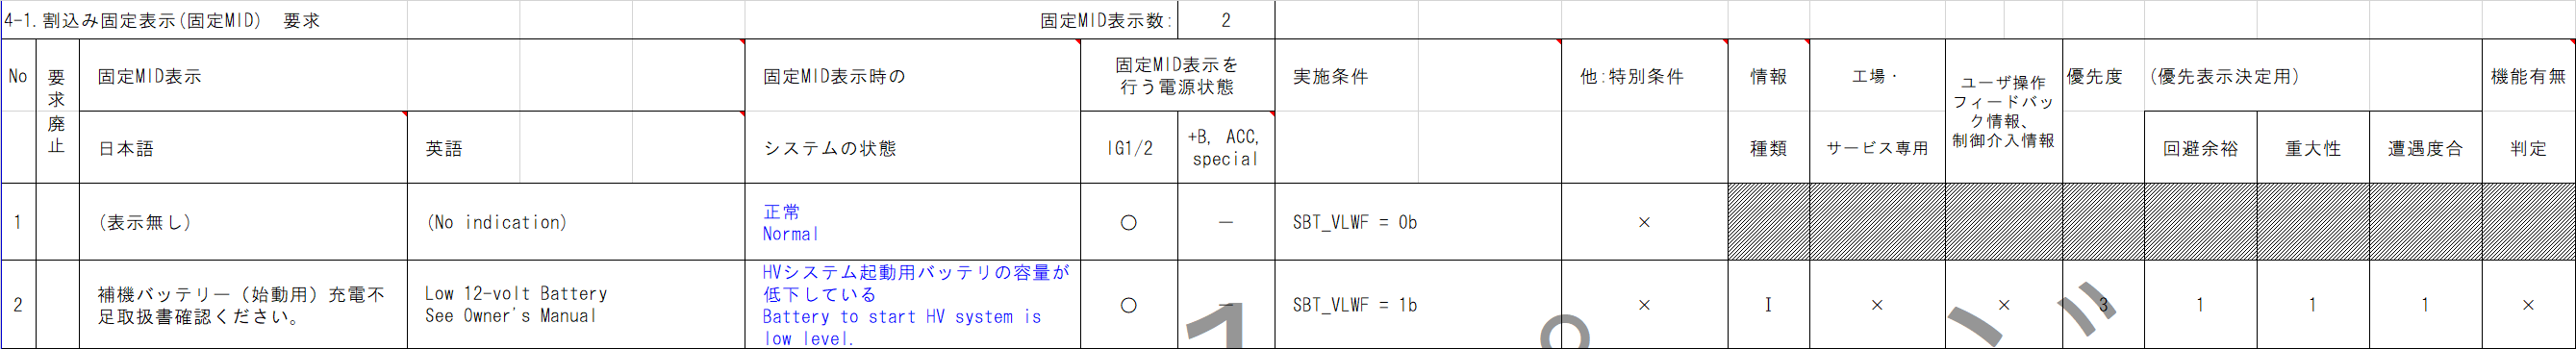 4-1.割込み固定表示(固定MID)　要求 固定MID表示数: 2
No 要求廃止 固定MID表示 固定MID表示時の 固定MID表示を行う電源状態 実施条件 他:特別条件 情報 工場・ ユーザ操作フィードバック情報、制御介入情報 優先度 (優先表示決定用) 機能有無
日本語 英語 システムの状態 IG1/2 +B, ACC, special 種類 サービス専用 回避余裕 重大性 遭遇度合 判定
1 (表示無し) (No indication) 正常 ○ － SBT_VLWF = 0b ×
Normal
2 補機バッテリー（始動用）充電不足取扱書確認ください。 Low 12-volt Battery See Owner's Manual HVシステム起動用バッテリの容量が低下している ○ － SBT_VLWF = 1b × I × × 3 1 1 1 ×
Battery to start HV system is low level.